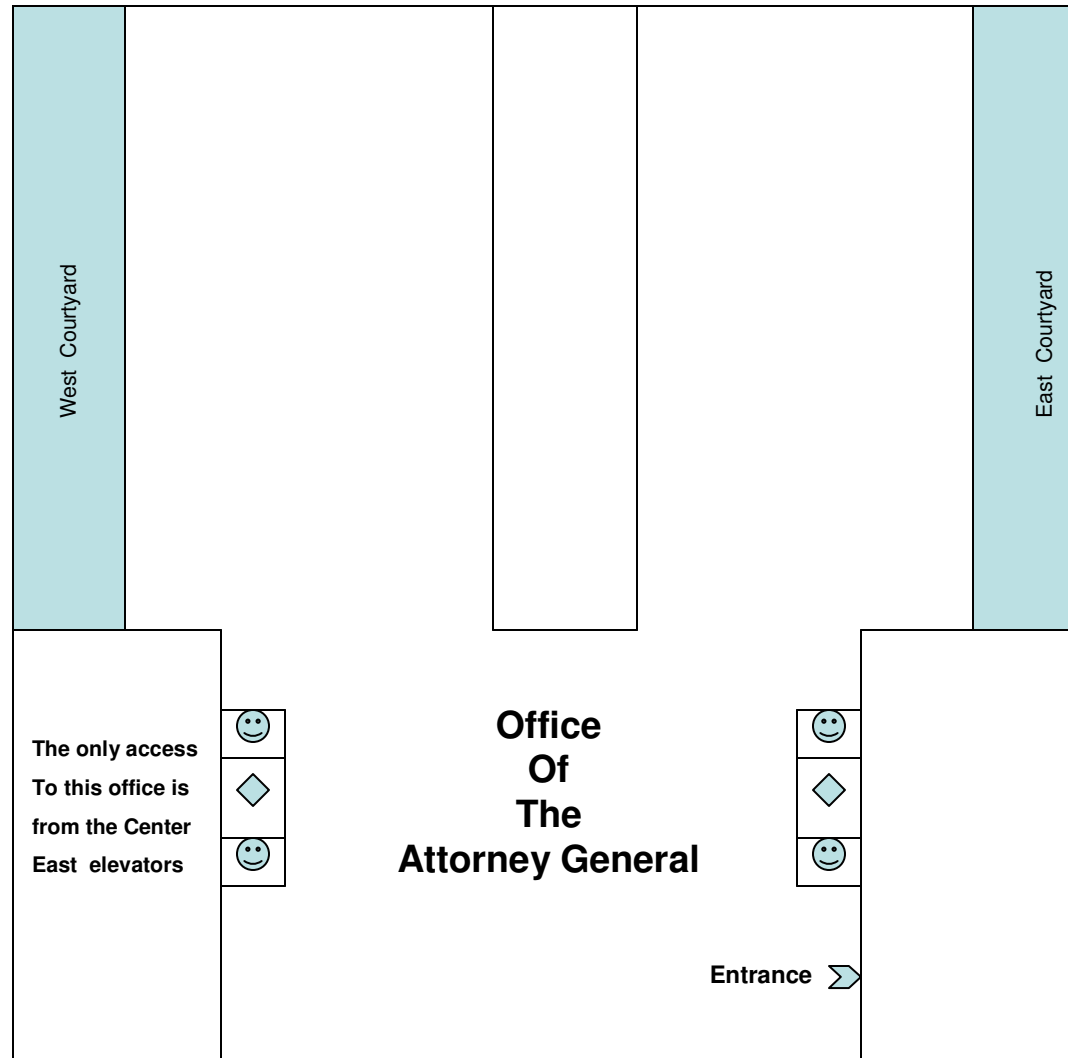 West Courtyard
East Courtyard
The only access
To this office is
from the Center
East elevators
Office
Of
The
Attorney General
Entrance